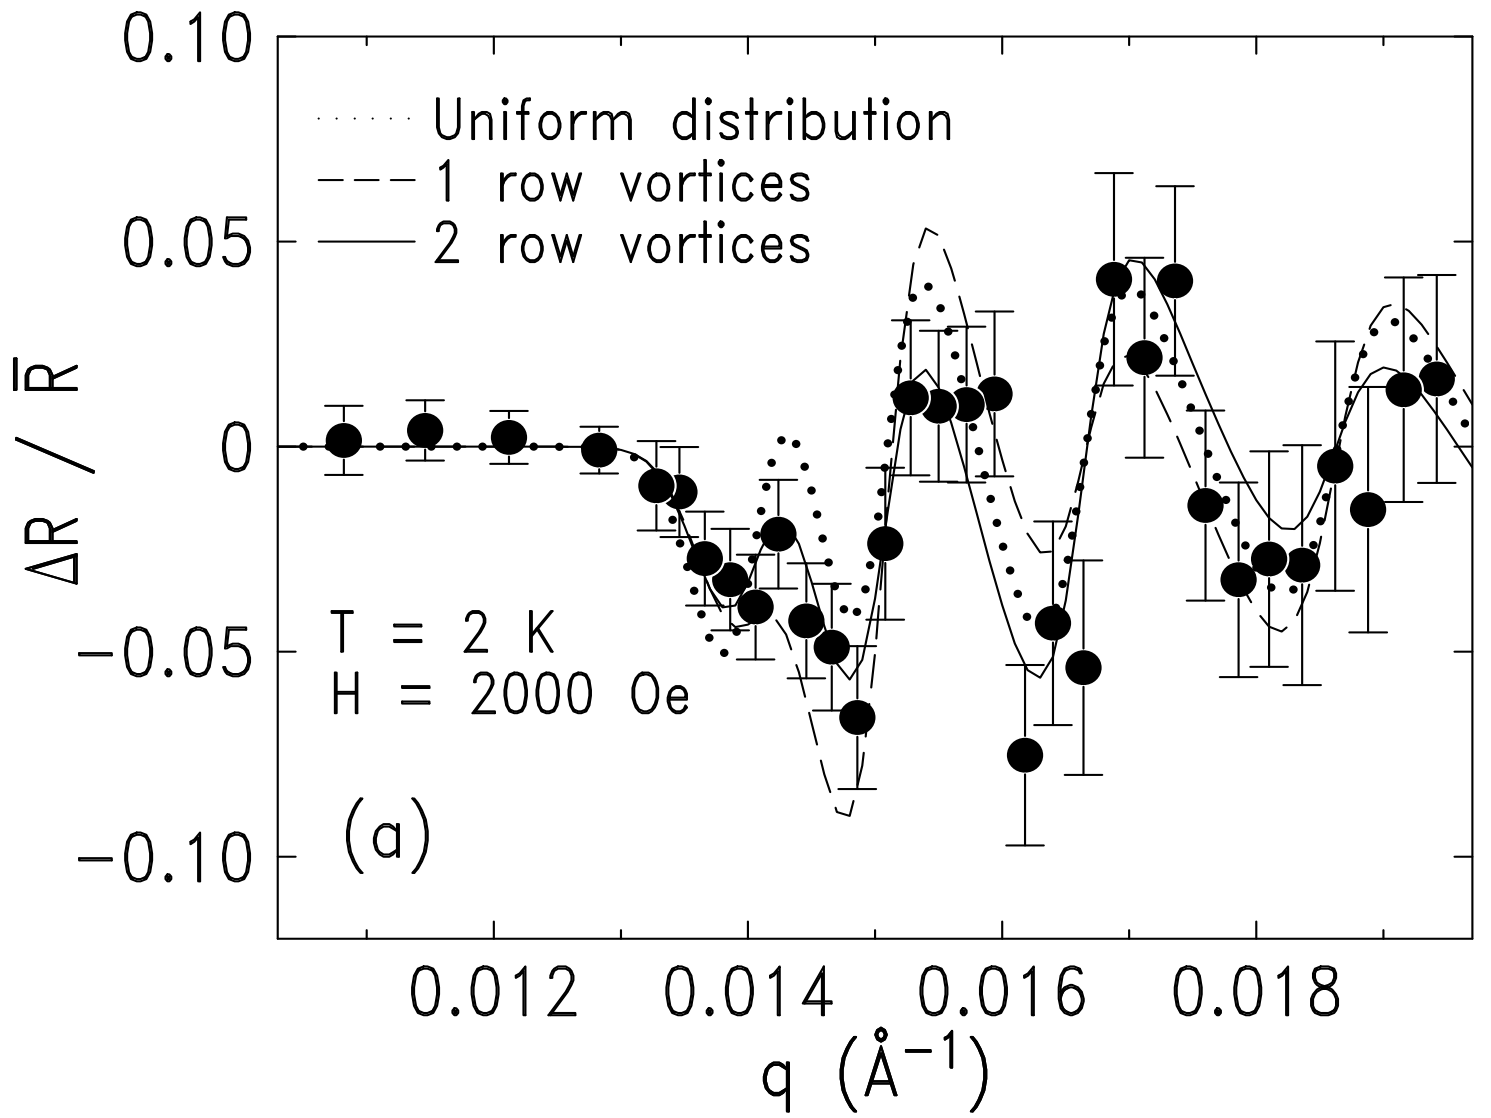 0.10
0.05
0
−0.05
−0.10
ΔR / R̅
Uniform distribution
1 row vortices
2 row vortices
T = 2 K
H = 2000 Oe
(a)
0.012 0.014 0.016 0.018
q (Å⁻¹)